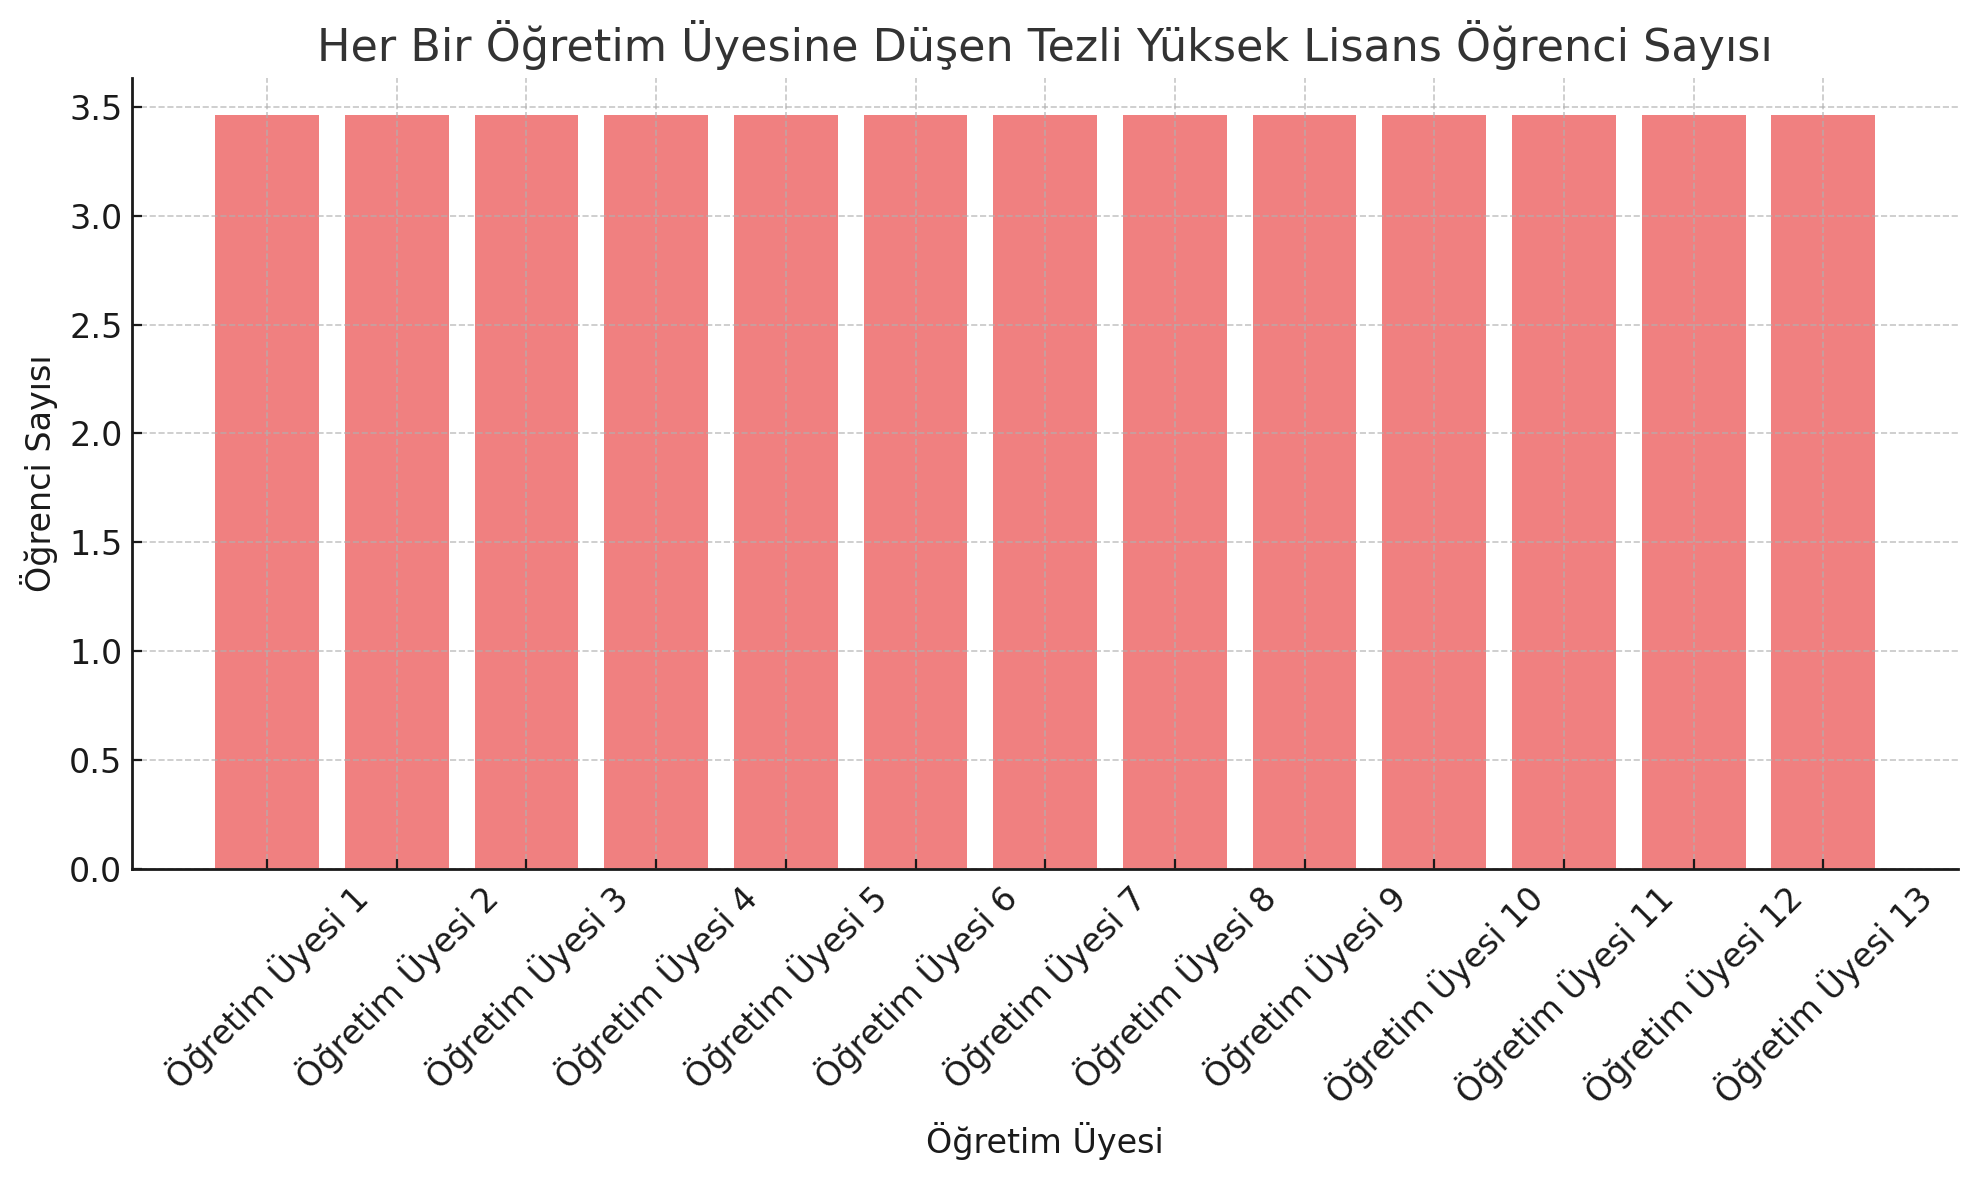 Her Bir Öğretim Üyesine Düşen Tezli Yüksek Lisans Öğrenci Sayısı
3.5
3.0
2.5
2.0
1.5
1.0
0.5
0.0
Öğrenci Sayısı
Öğretim Üyesi 1
Öğretim Üyesi 2
Öğretim Üyesi 3
Öğretim Üyesi 4
Öğretim Üyesi 5
Öğretim Üyesi 6
Öğretim Üyesi 7
Öğretim Üyesi 8
Öğretim Üyesi 9
Öğretim Üyesi 10
Öğretim Üyesi 11
Öğretim Üyesi 12
Öğretim Üyesi 13
Öğretim Üyesi